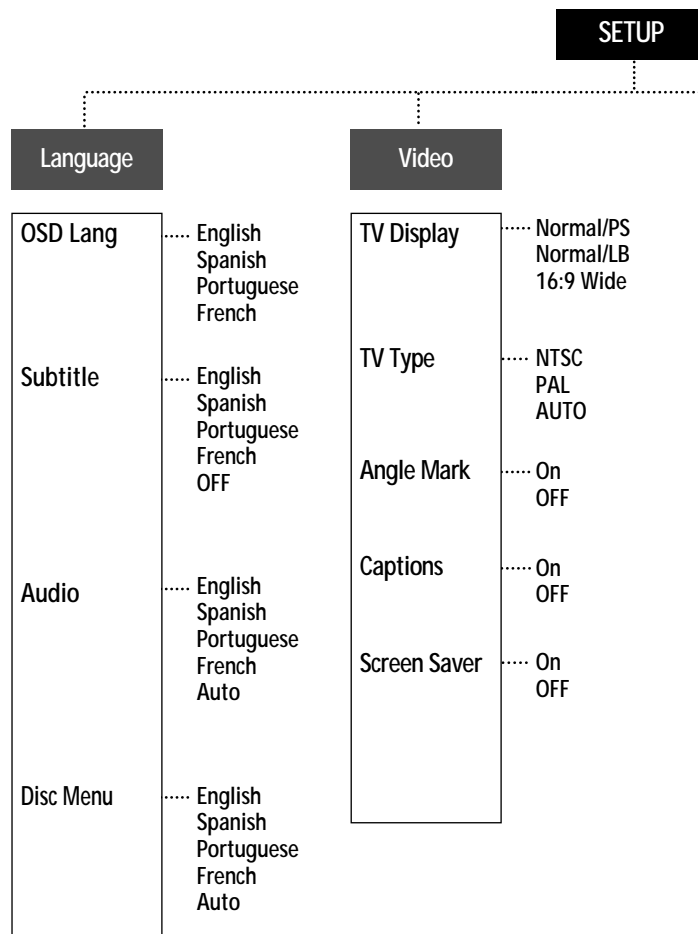 SETUP
Language
OSD Lang
English
Spanish
Portuguese
French
Subtitle
English
Spanish
Portuguese
French
OFF
Audio
English
Spanish
Portuguese
French
Auto
Disc Menu
English
Spanish
Portuguese
French
Auto
Video
TV Display
Normal/PS
Normal/LB
16:9 Wide
TV Type
NTSC
PAL
AUTO
Angle Mark
On
OFF
Captions
On
OFF
Screen Saver
On
OFF